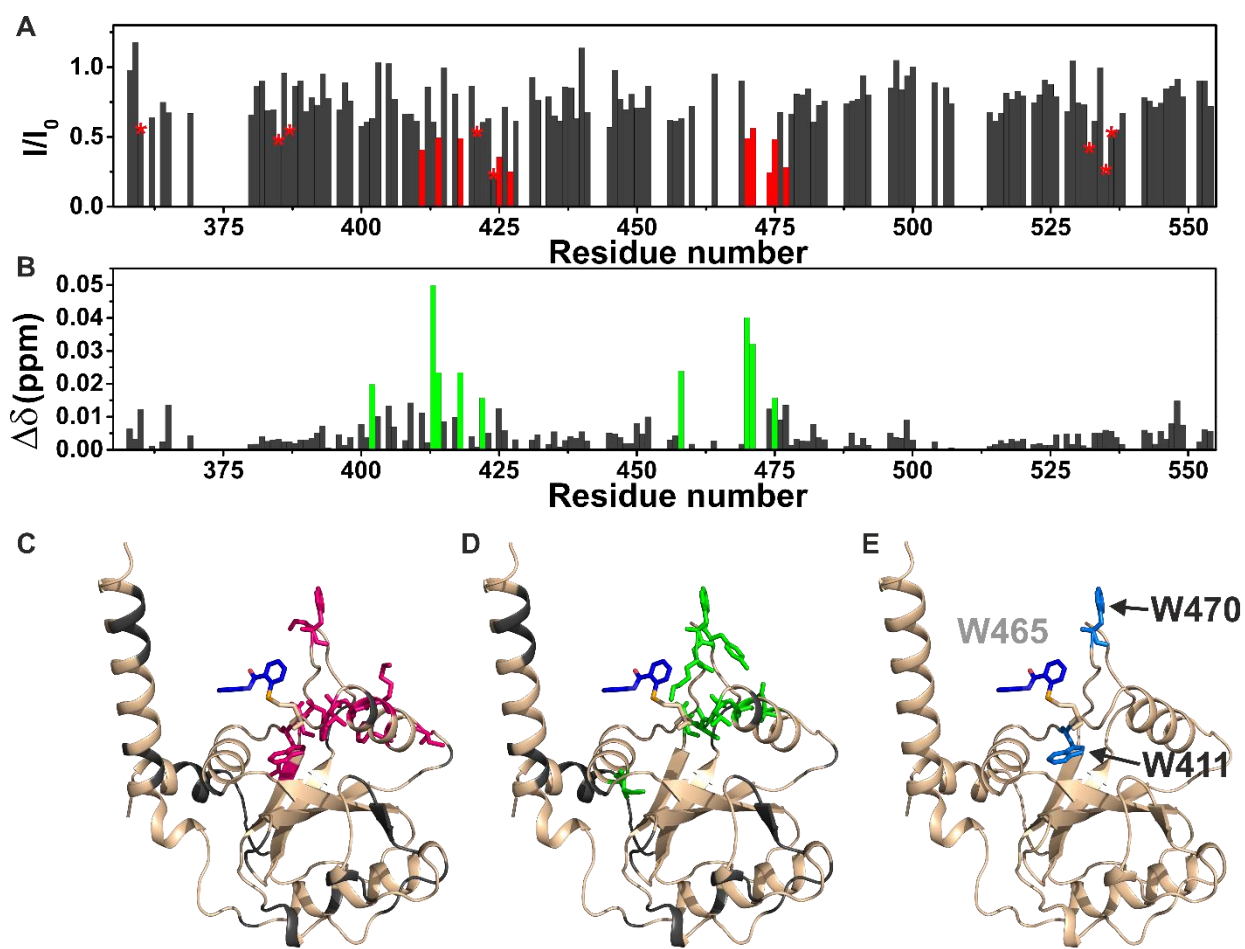 A
I/I0
1.0
0.5
0.0
* * * * * * * *
375 400 425 450 475 500 525 550
Residue number
B
Δδ (ppm)
0.05
0.04
0.03
0.02
0.01
0.00
375 400 425 450 475 500 525 550
Residue number
C D E
W470
W465
W411